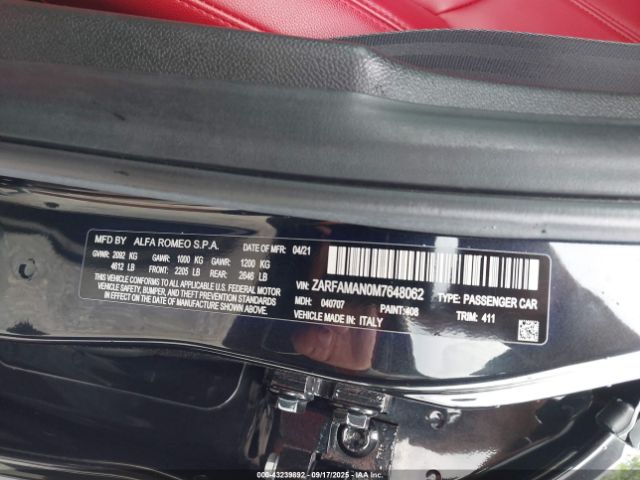 MFD BY ALFA ROMEO S.P.A. DATE OF MFR 04/21
GVWR: 2092 KG GAWR: 1000 KG GAWR: 1200 KG
4612 LB FRONT: 2205 LB REAR: 2646 LB
THIS VEHICLE CONFORMS TO ALL APPLICABLE U.S. FEDERAL MOTOR
VEHICLE SAFETY, BUMPER, AND THEFT PREVENTION STANDARDS
IN EFFECT ON THE DATE OF MANUFACTURE SHOWN ABOVE.
VIN: ZARFAMAN0M7648062 TYPE: PASSENGER CAR
MDH: 040707 PAINT: 408 TRIM: 411
VEHICLE MADE IN: ITALY
000-43239892 - 09/17/2025 - IAAI.com